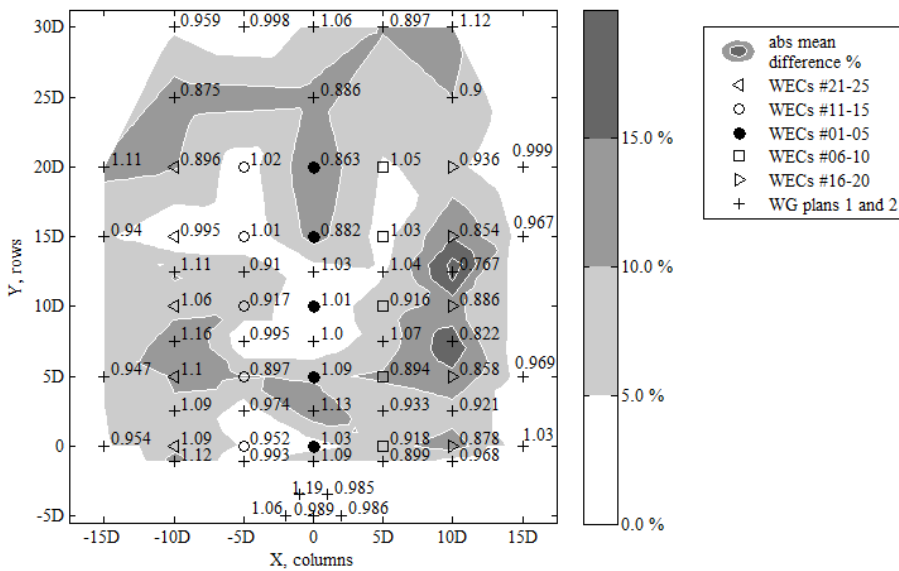 30D 0.959 0.998 1.06 0.897 1.12
25D 0.875 0.886 0.9
20D 1.11 0.896 1.02 0.863 1.05 0.936 0.999
15D 0.94 0.995 1.01 0.882 1.03 0.854 0.967
1.11 0.91 1.03 1.04 0.767
10D 1.06 0.917 1.01 0.916 0.886
1.16 0.995 1.0 1.07 0.822
5D 0.947 1.1 0.897 1.09 0.894 0.858 0.969
1.09 0.974 1.13 0.933 0.921
0 0.954 1.09 0.952 1.03 0.918 0.878 1.03
1.12 0.993 1.09 0.899 0.968
1.19 0.985
-5D 1.06 0.989 0.986
-15D -10D -5D 0 5D 10D 15D
X, columns
Y, rows
15.0 %
10.0 %
5.0 %
0.0 %
abs mean
difference %
WECs #21-25
WECs #11-15
WECs #01-05
WECs #06-10
WECs #16-20
WG plans 1 and 2